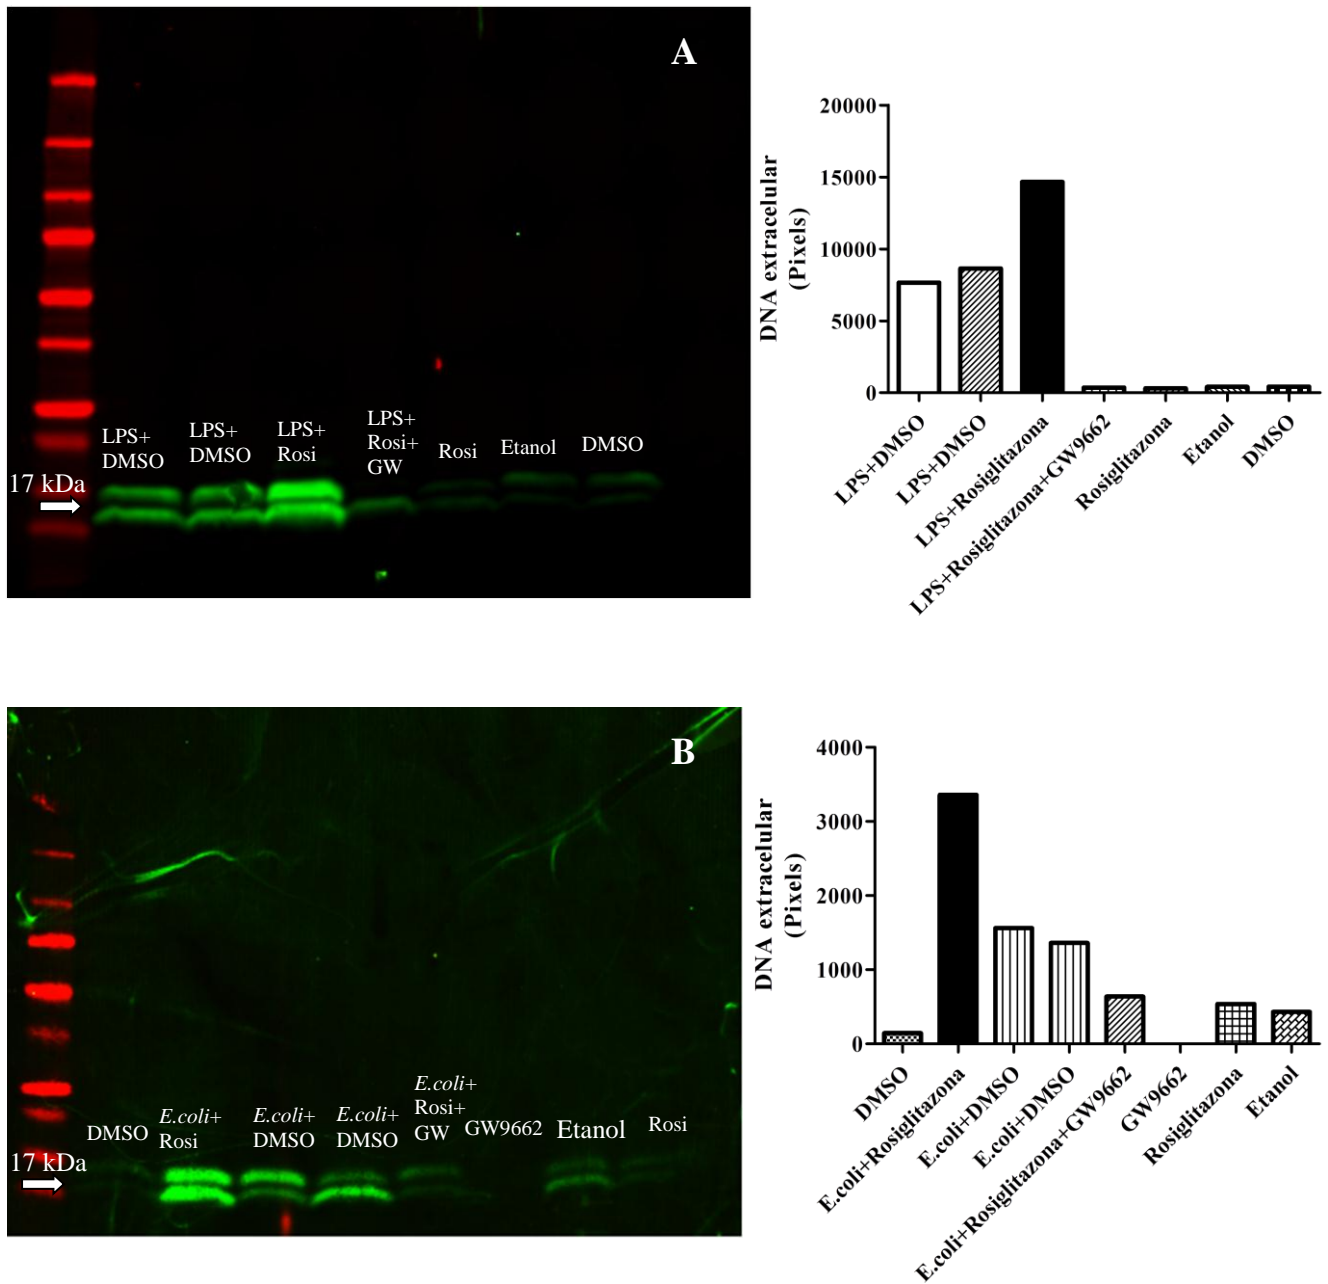 A
LPS+
DMSO
LPS+
DMSO
LPS+
Rosi
LPS+
Rosi+
GW
Rosi
Etanol
DMSO
17 kDa
DNA extracelular
(Pixels)
20000
15000
10000
5000
0
LPS+DMSO
LPS+DMSO
LPS+Rosiglitazona
LPS+Rosiglitazona+GW9662
Rosiglitazona
Etanol
DMSO
B
DMSO
E.coli+
Rosi
E.coli+
DMSO
E.coli+
DMSO
E.coli+
Rosi+
GW
GW9662
Etanol
Rosi
17 kDa
DNA extracelular
(Pixels)
4000
3000
2000
1000
0
DMSO
E.coli+Rosiglitazona
E.coli+DMSO
E.coli+DMSO
E.coli+Rosiglitazona+GW9662
GW9662
Rosiglitazona
Etanol